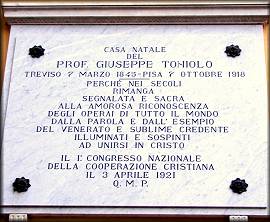 CASA NATALE
DEL
PROF. GIUSEPPE TONIOLO
TREVISO 7 MARZO 1845-PISA 7 OTTOBRE 1918
PERCHÉ NEI SECOLI
RIMANGA
SEGNALATA E SACRA
ALLA AMOROSA RICONOSCENZA
DEGLI OPERAI DI TUTTO IL MONDO
DALLA PAROLA E DALL'ESEMPIO
DEL VENERATO E SUBLIME CREDENTE
ILLUMINATI E SOSPINTI
AD UNIRSI IN CRISTO
IL 1º CONGRESSO NAZIONALE
DELLA COOPERAZIONE CRISTIANA
IL 3 APRILE 1921
Q. M. P.